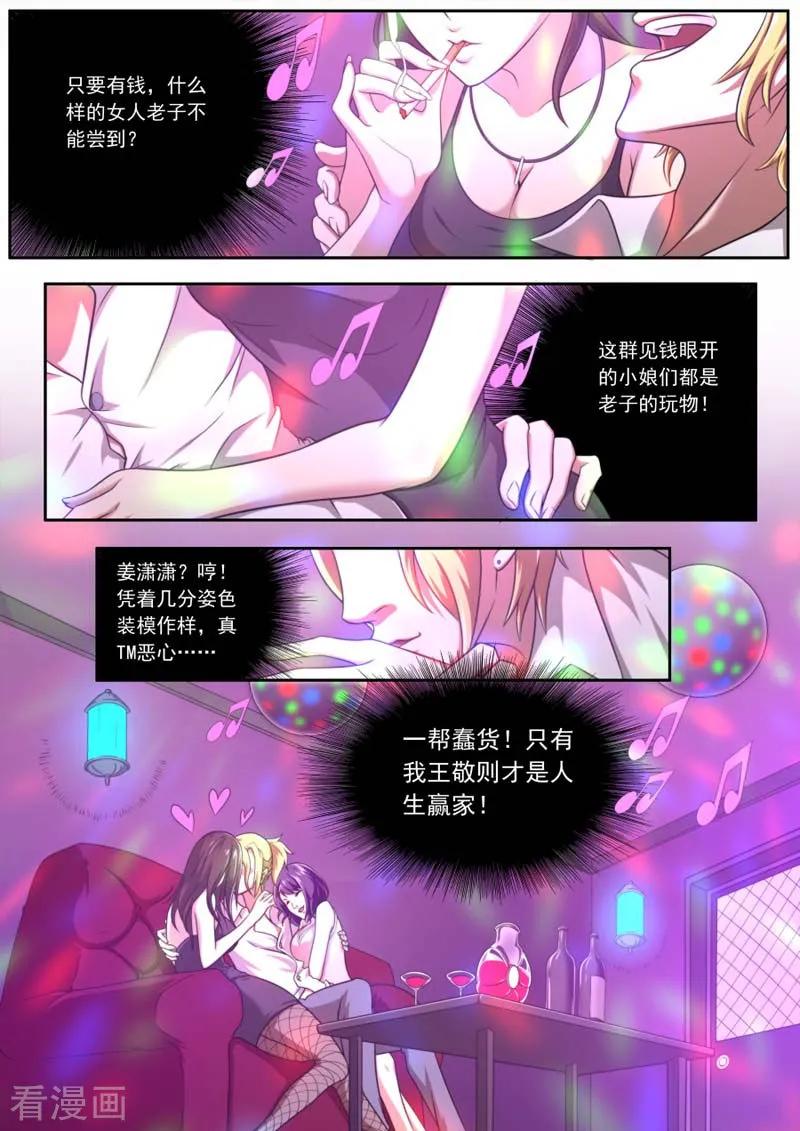 只要有钱，什么
样的女人老子不
能尝到？
这群见钱眼开
的小娘们都是
老子的玩物！
姜潇潇？哼！
凭着几分姿色
装模作样，真
TM恶心……
一帮蠢货！只有
我王敬则才是人
生赢家！
看漫画